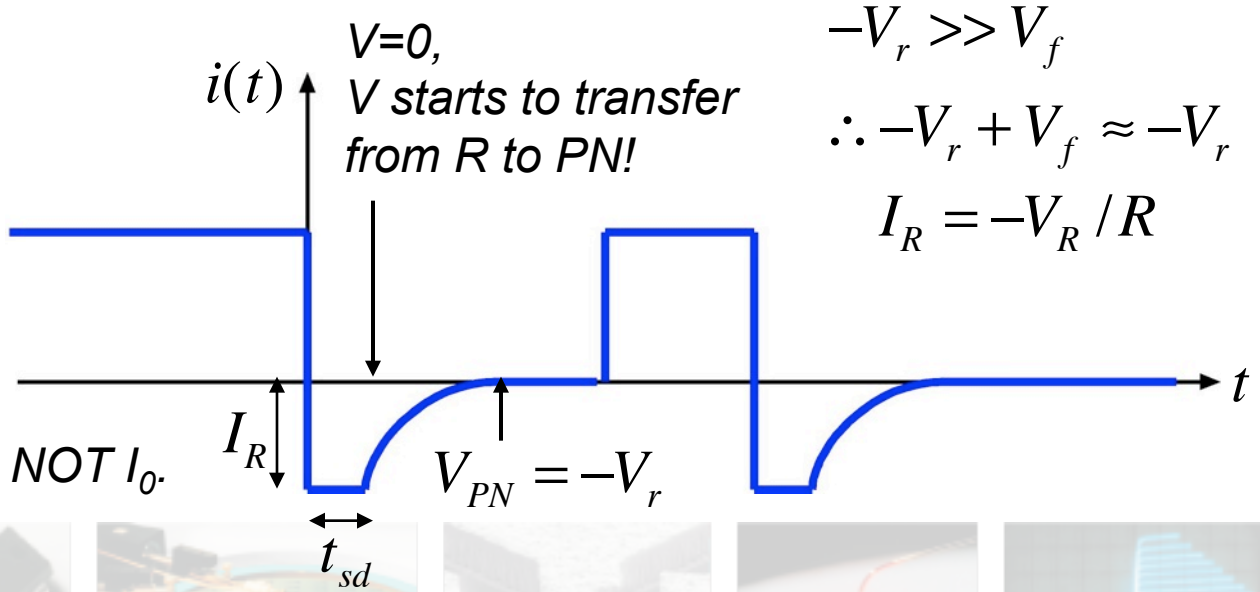 V=0,
V starts to transfer
from R to PN!
i(t)
−V_r >> V_f
∴ −V_r + V_f ≈ −V_r
I_R = −V_R / R
t
I_R
NOT I_0.
V_PN = −V_r
t_sd